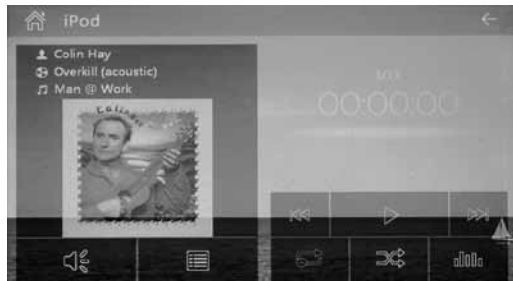 iPod
Colin Hay
Overkill (acoustic)
Man @ Work
00:00:00